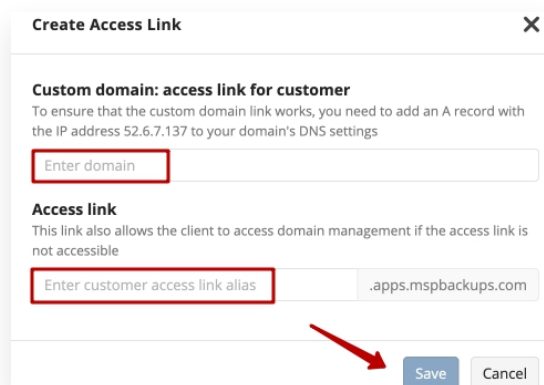 Create Access Link
Custom domain: access link for customer
To ensure that the custom domain link works, you need to add an A record with
the IP address 52.6.7.137 to your domain's DNS settings
Enter domain
Access link
This link also allows the client to access domain management if the access link is
not accessible
Enter customer access link alias .apps.mspbackups.com
Save Cancel